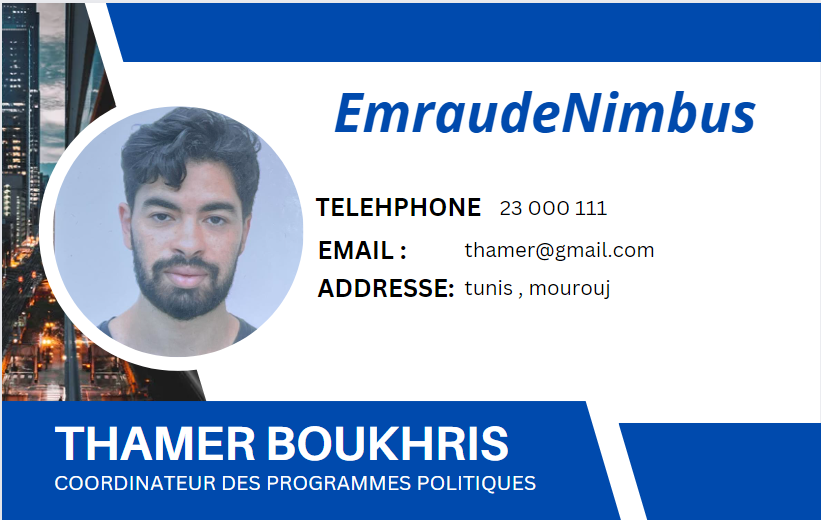 EmraudeNimbus
TELEHPHONE 23 000 111
EMAIL : thamer@gmail.com
ADDRESSE: tunis , mourouj
THAMER BOUKHRIS
COORDINATEUR DES PROGRAMMES POLITIQUES